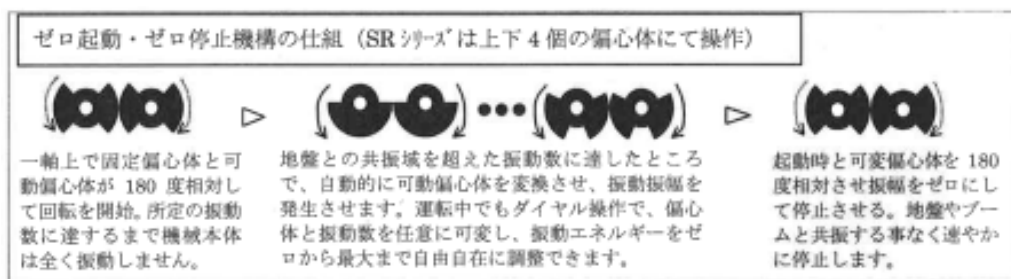 ゼロ起動・ゼロ停止機構の仕組（SRシリーズは上下4個の偏心体にて操作）
一軸上で固定偏心体と可
動偏心体が 180 度相対し
て回転を開始。所定の振動
数に達するまで機械本体
は全く振動しません。
地盤との共振域を超えた振動数に達したところ
で、自動的に可動偏心体を変換させ、振動振幅を
発生させます。運転中でもダイヤル操作で、偏心
体と振動数を任意に可変し、振動エネルギーをゼ
ロから最大まで自由自在に調整できます。
起動時と可変偏心体を 180
度相対させ振幅をゼロにし
て停止させる。地盤やブー
ムと共振する事なく速やか
に停止します。